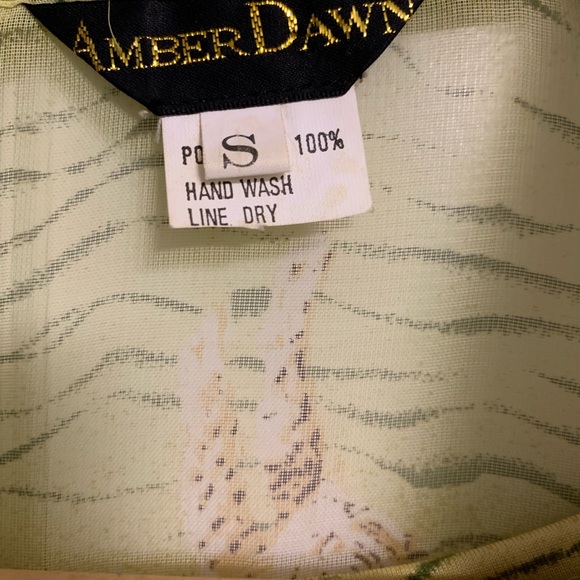 AMBER DAWN
PO S 100%
HAND WASH
LINE DRY